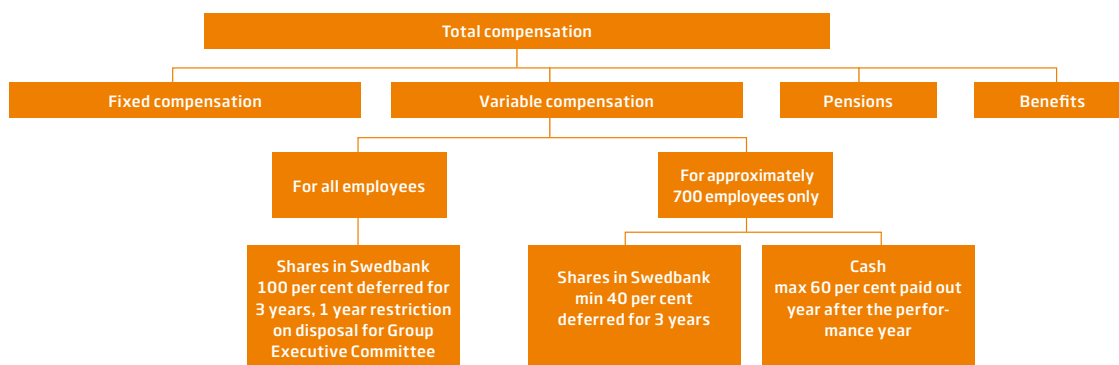 Total compensation
Fixed compensation
Variable compensation
Pensions
Benefits
For all employees
For approximately
700 employees only
Shares in Swedbank
100 per cent deferred for
3 years, 1 year restriction
on disposal for Group
Executive Committee
Shares in Swedbank
min 40 per cent
deferred for 3 years
Cash
max 60 per cent paid out
year after the perfor-
mance year